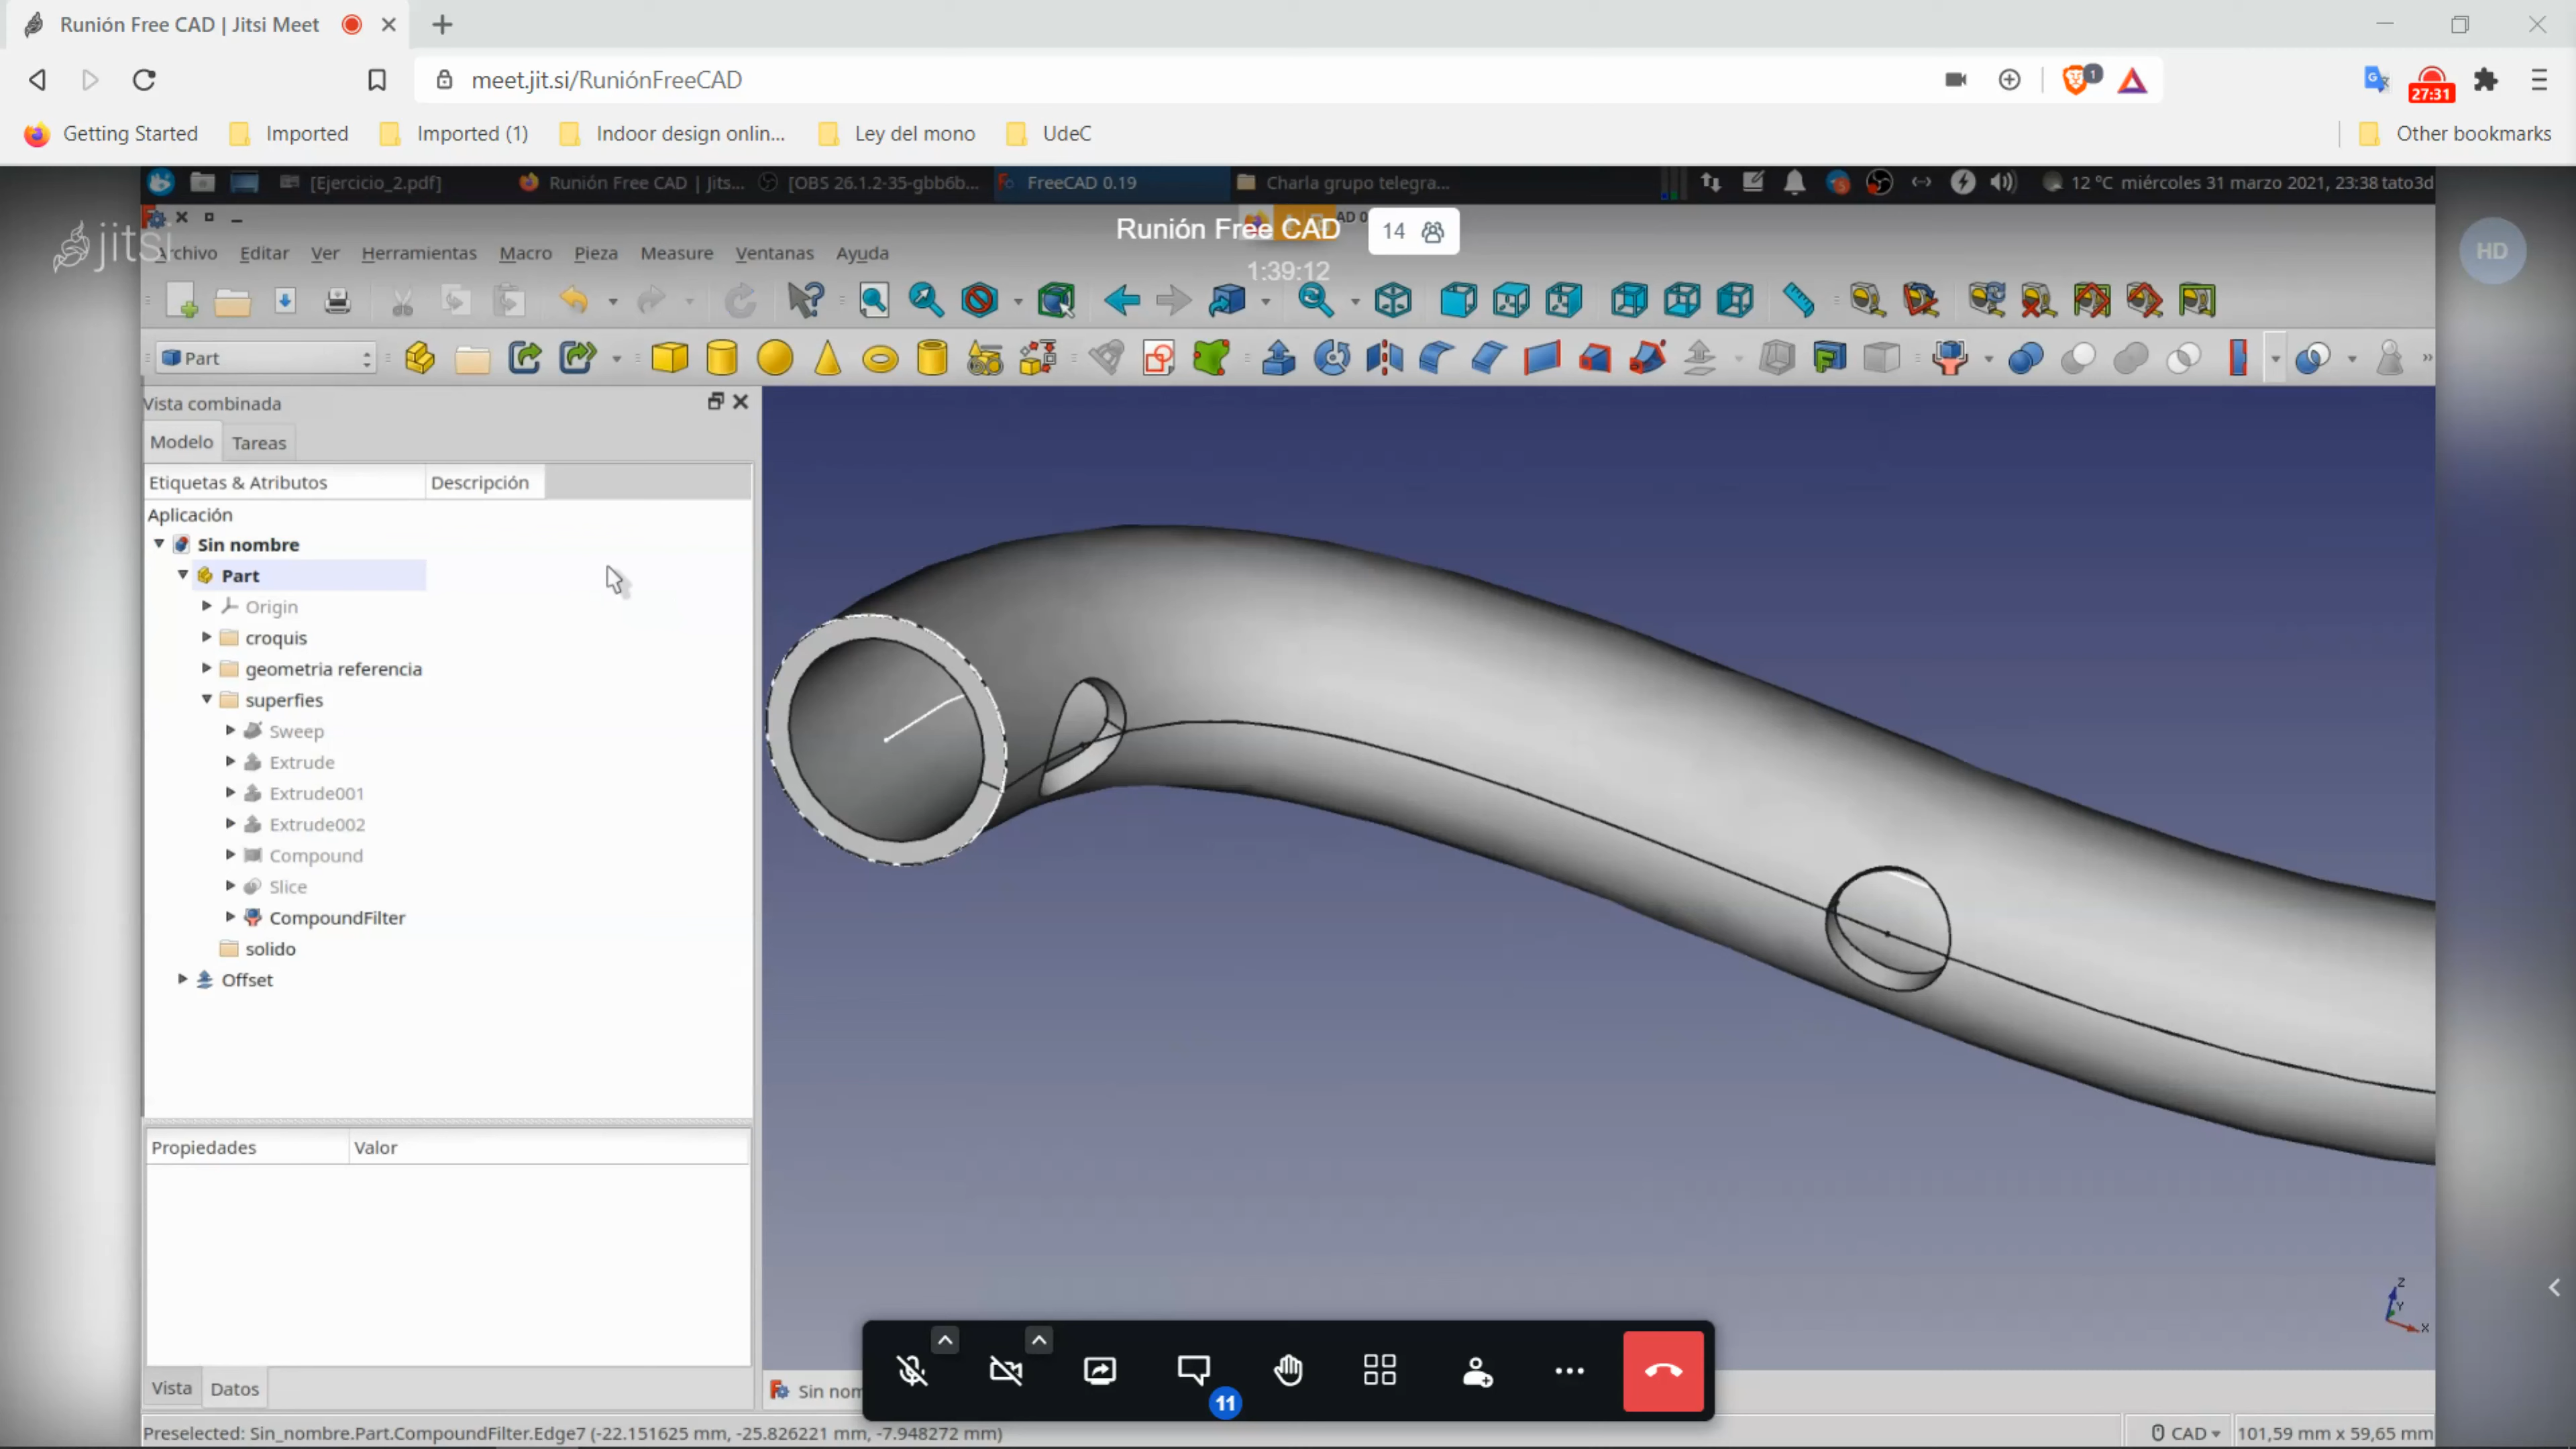 Runión Free CAD | Jitsi Meet
meet.jit.si/RuniónFreeCAD
1
27:31
Getting Started
Imported
Imported (1)
Indoor design onlin...
Ley del mono
UdeC
Other bookmarks
[Ejercicio_2.pdf]
Runión Free CAD | Jits...
[OBS 26.1.2-35-gbb6b...
FreeCAD 0.19
Charla grupo telegra...
12 °C miércoles 31 marzo 2021, 23:38 tato3d
jitsi
Runión Free CAD
14
1:39:12
HD
Archivo
Editar
Ver
Herramientas
Macro
Pieza
Measure
Ventanas
Ayuda
Part
Vista combinada
Modelo
Tareas
Etiquetas & Atributos
Descripción
Aplicación
Sin nombre
Part
Origin
croquis
geometria referencia
superfies
Sweep
Extrude
Extrude001
Extrude002
Compound
Slice
CompoundFilter
solido
Offset
Propiedades
Valor
Z
Y
X
Vista
Datos
Sin nom
11
Preselected: Sin_nombre.Part.CompoundFilter.Edge7 (-22.151625 mm, -25.826221 mm, -7.948272 mm)
CAD
101,59 mm x 59,65 mm